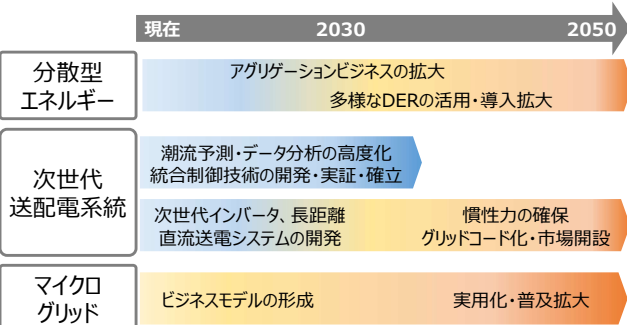 現在 2030 2050
分散型
エネルギー
アグリゲーションビジネスの拡大
多様なDERの活用・導入拡大
次世代
送配電系統
潮流予測・データ分析の高度化
統合制御技術の開発・実証・確立
次世代インバータ、長距離
直流送電システムの開発
慣性力の確保
グリッドコード化・市場開設
マイクロ
グリッド
ビジネスモデルの形成
実用化・普及拡大